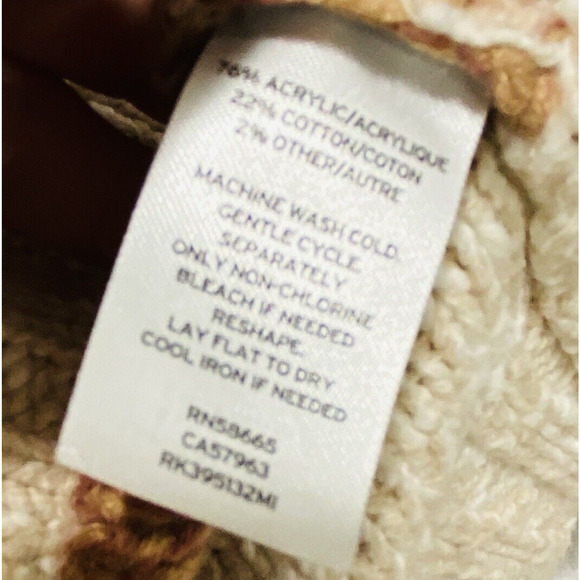 76% ACRYLIC/ACRYLIQUE
22% COTTON/COTON
2% OTHER/AUTRE
MACHINE WASH COLD.
GENTLE CYCLE
SEPARATELY
ONLY NON-CHLORINE
BLEACH IF NEEDED
RESHAPE.
LAY FLAT TO DRY
COOL IRON IF NEEDED
RN58665
CA57963
RK395132MI